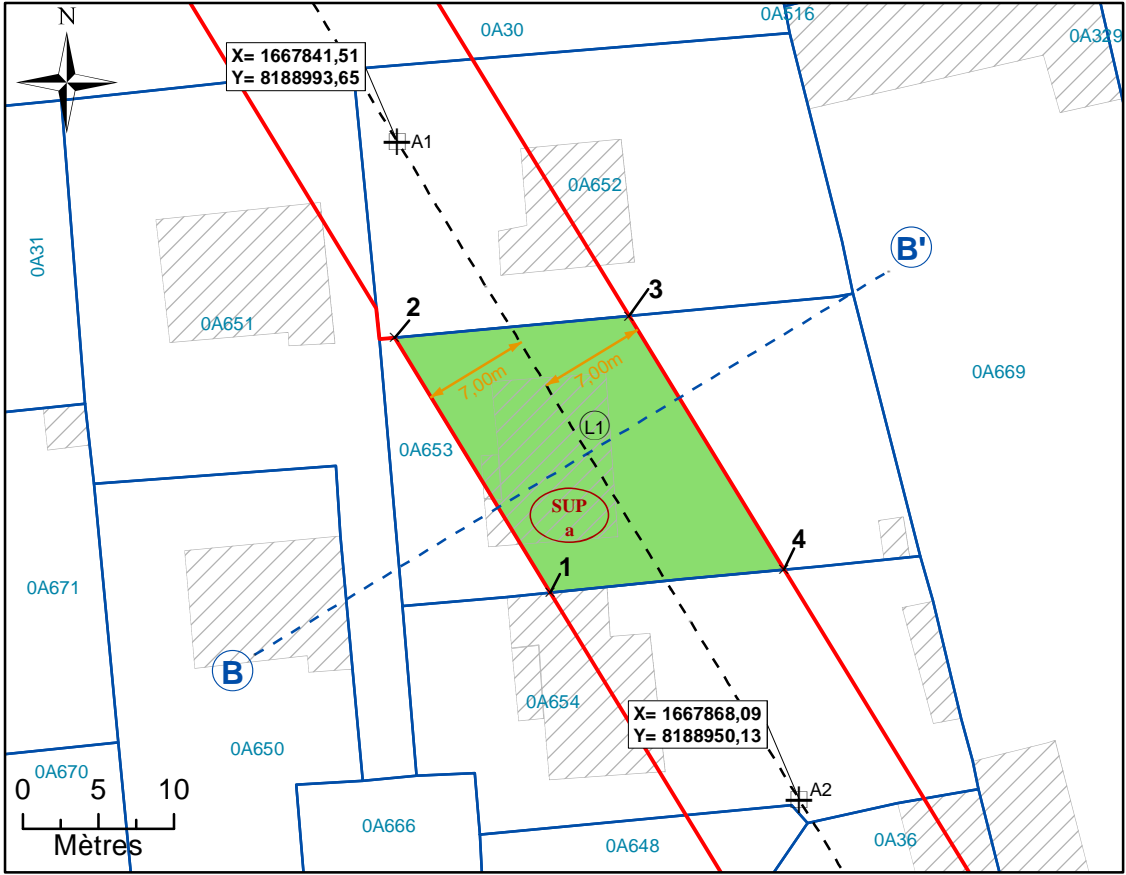 N
0A30
0A516
0A329
X= 1667841,51
Y= 8188993,65
A1
0A652
0A31
B'
0A651
2
3
7,00m
7,00m
0A669
L1
0A653
SUP
a
4
1
0A671
B
0A654
X= 1667868,09
Y= 8188950,13
0A650
0A670
A2
0 5 10
Mètres
0A666
0A648
0A36